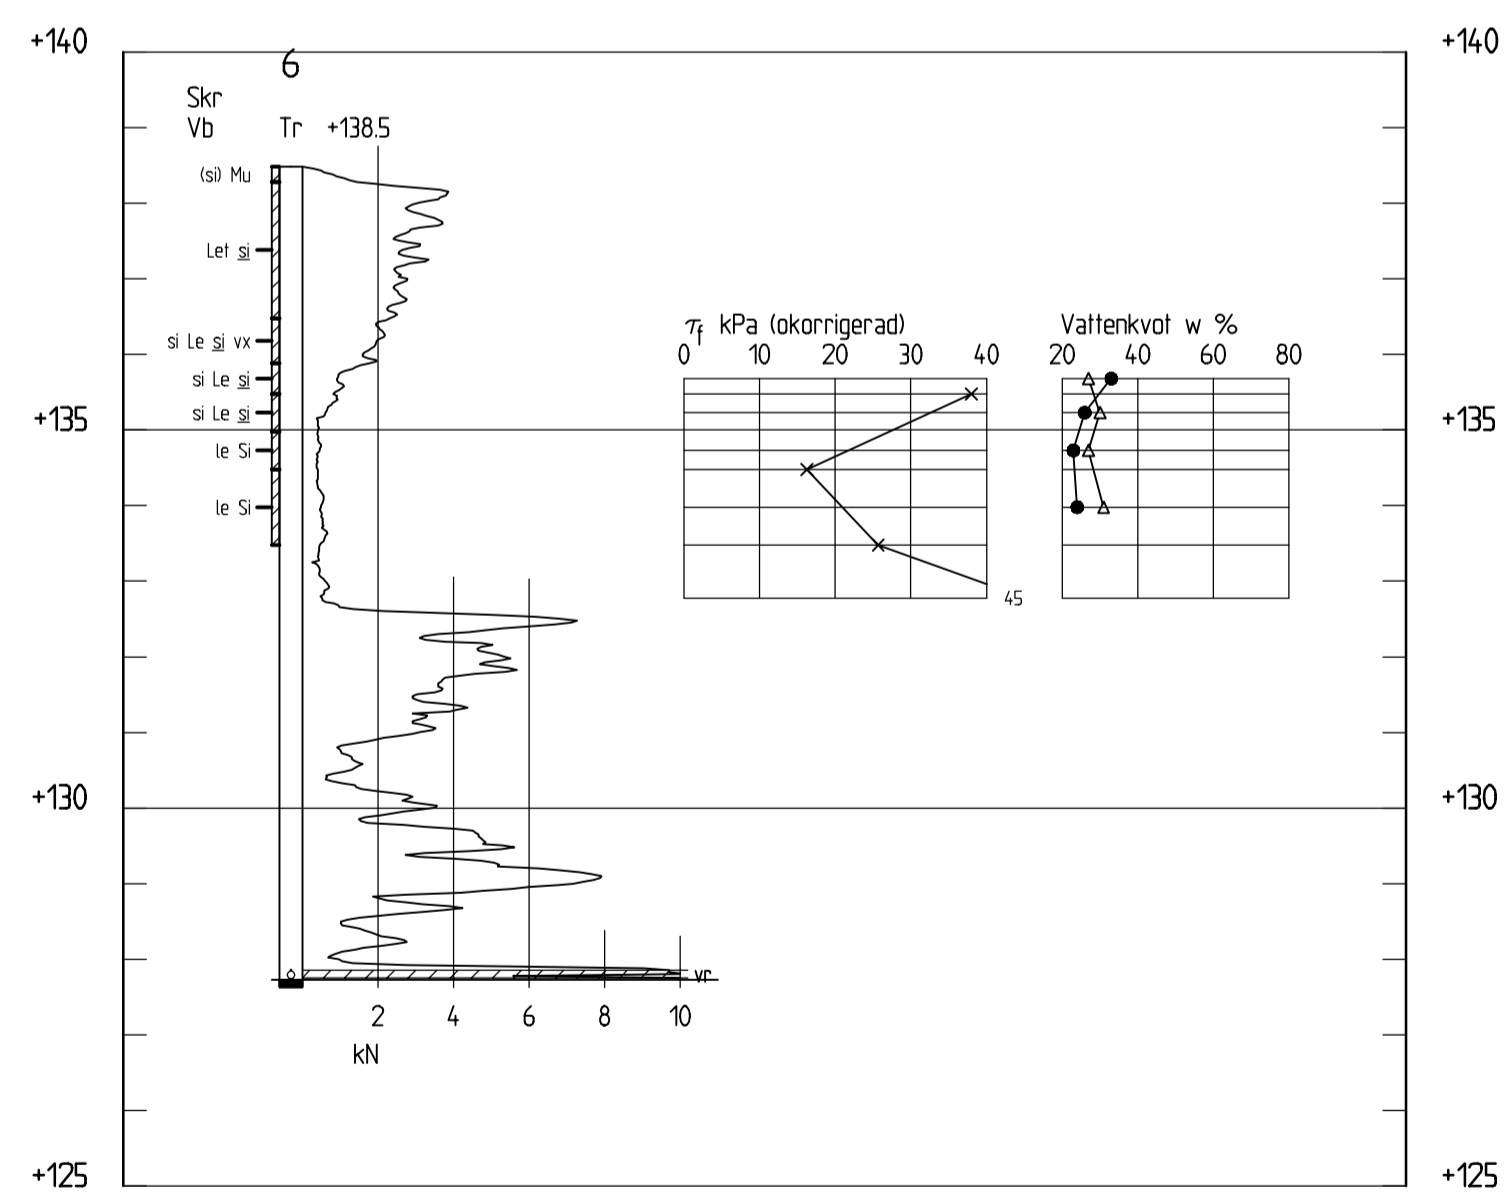 +140 +140
6
Skr
Vb Tr +138.5
(si) Mu
Let si
τf kPa (okorrigerad) Vattenkvot w %
si Le si vx
0 10 20 30 40 20 40 60 80
si Le si
si Le si
+135 +135
le Si
le Si
45
+130 +130
vr
2 4 6 8 10
kN
+125 +125